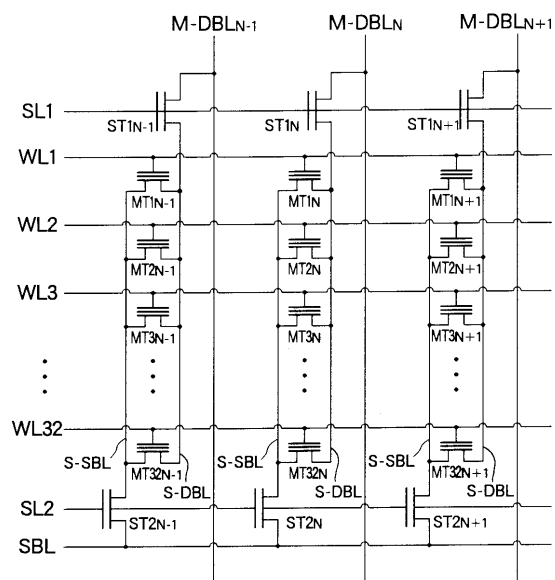 M-DBLN-1 M-DBLN M-DBLN+1
SL1 ST1N-1 ST1N ST1N+1
WL1
MT1N-1 MT1N MT1N+1
WL2
MT2N-1 MT2N MT2N+1
WL3
MT3N-1 MT3N MT3N+1
WL32
S-SBL S-SBL S-SBL
MT32N-1 MT32N MT32N+1
S-DBL S-DBL S-DBL
SL2
ST2N-1 ST2N ST2N+1
SBL